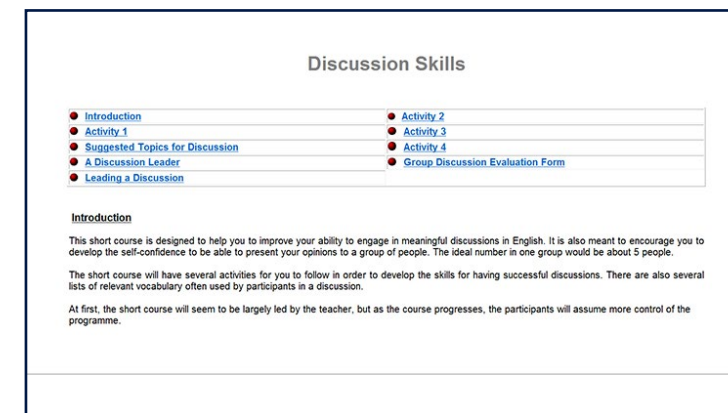 Discussion Skills
Introduction
Activity 2
Activity 1
Activity 3
Suggested Topics for Discussion
Activity 4
A Discussion Leader
Group Discussion Evaluation Form
Leading a Discussion
Introduction
This short course is designed to help you to improve your ability to engage in meaningful discussions in English. It is also meant to encourage you to
develop the self-confidence to be able to present your opinions to a group of people. The ideal number in one group would be about 5 people.
The short course will have several activities for you to follow in order to develop the skills for having successful discussions. There are also several
lists of relevant vocabulary often used by participants in a discussion.
At first, the short course will seem to be largely led by the teacher, but as the course progresses, the participants will assume more control of the
programme.